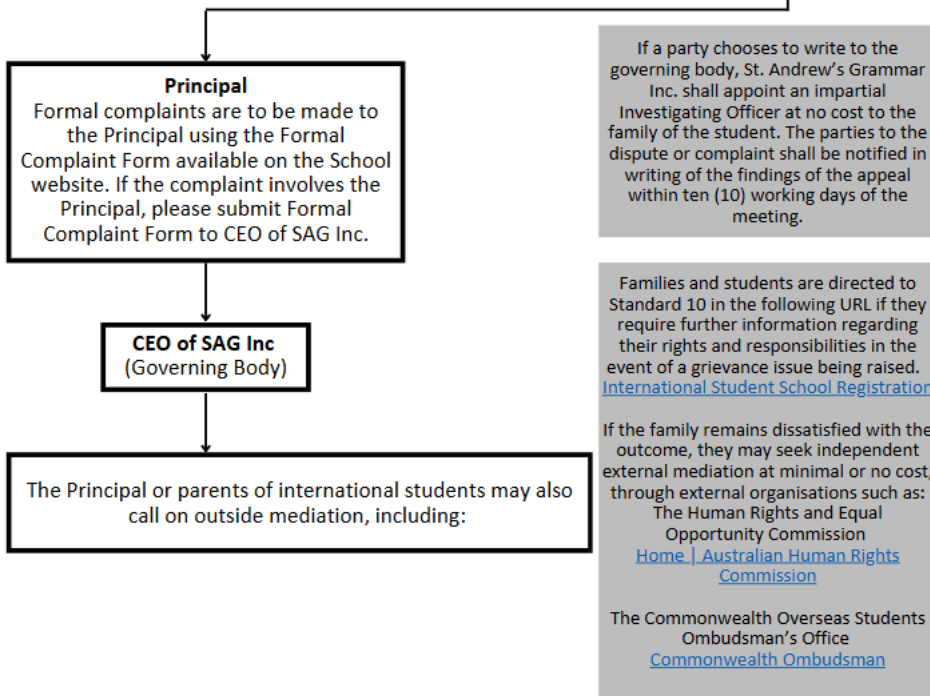 Principal
Formal complaints are to be made to
the Principal using the Formal
Complaint Form available on the School
website. If the complaint involves the
Principal, please submit Formal
Complaint Form to CEO of SAG Inc.
CEO of SAG Inc
(Governing Body)
The Principal or parents of international students may also
call on outside mediation, including:
If a party chooses to write to the
governing body, St. Andrew’s Grammar
Inc. shall appoint an impartial
Investigating Officer at no cost to the
family of the student. The parties to the
dispute or complaint shall be notified in
writing of the findings of the appeal
within ten (10) working days of the
meeting.
Families and students are directed to
Standard 10 in the following URL if they
require further information regarding
their rights and responsibilities in the
event of a grievance issue being raised.
International Student School Registration
If the family remains dissatisfied with the
outcome, they may seek independent
external mediation at minimal or no cost,
through external organisations such as:
The Human Rights and Equal
Opportunity Commission
Home | Australian Human Rights
Commission
The Commonwealth Overseas Students
Ombudsman’s Office
Commonwealth Ombudsman